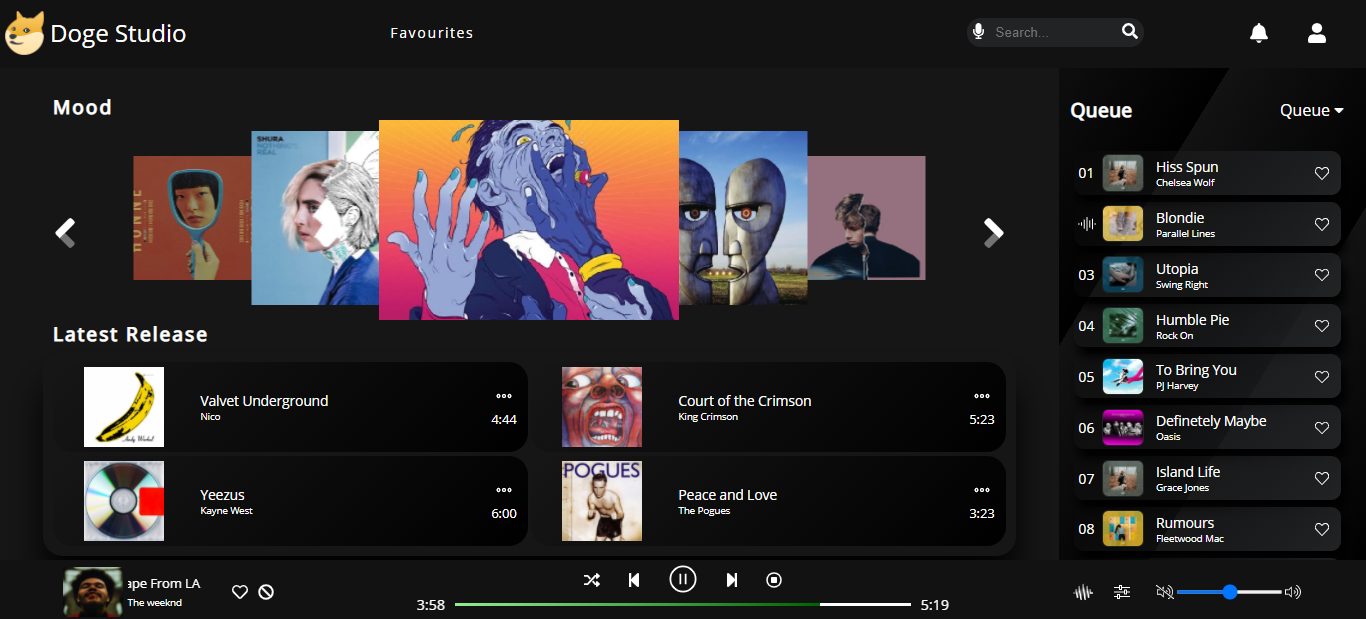 Doge Studio
Favourites
Search...
Mood
SHURA
NOTHING'S
REAL
HONNE
Latest Release
Valvet Underground
Nico
4:44
Andy Warhol
Court of the Crimson
King Crimson
5:23
Yeezus
Kayne West
6:00
POGUES
Peace and Love
The Pogues
3:23
Queue
Queue
01
Hiss Spun
Chelsea Wolf
Blondie
Parallel Lines
03
Utopia
Swing Right
04
Humble Pie
Rock On
05
To Bring You
PJ Harvey
06
Definetely Maybe
Oasis
07
Island Life
Grace Jones
08
Rumours
Fleetwood Mac
ape From LA
The weeknd
3:58
5:19